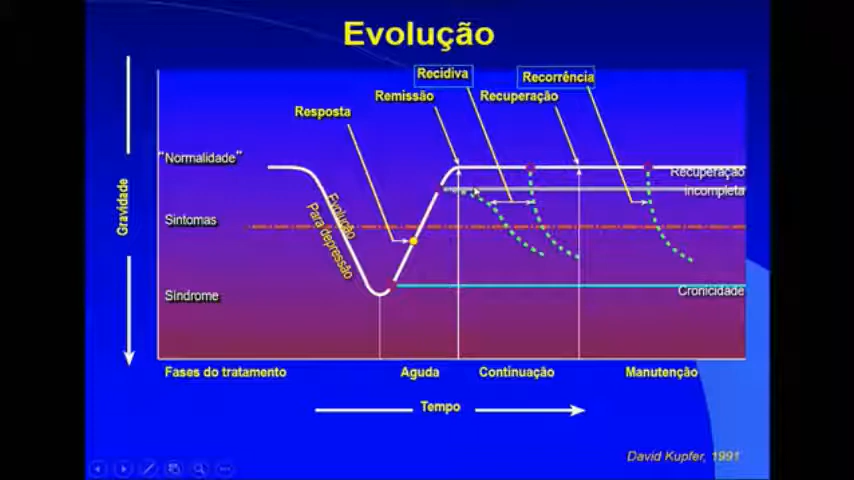 Evolução
Recidiva
Recorrência
Remissão
Recuperação
Resposta
"Normalidade"
Recuperação
incompleta
Gravidade
Sintomas
Evolução
Para depressão
Síndrome
Cronicidade
Fases do tratamento
Aguda
Continuação
Manutenção
Tempo
David Kupfer, 1991